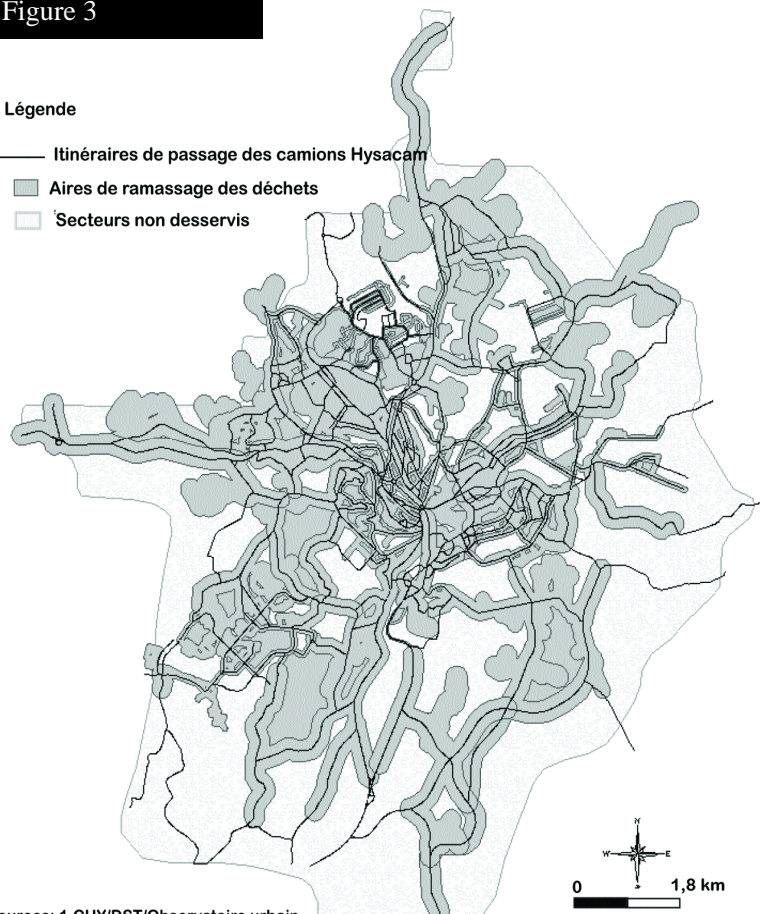 Figure 3
Légende
Itinéraires de passage des camions Hysacam
Aires de ramassage des déchets
Secteurs non desservis
N
W E
0 1,8 km
1 CUY/DST/Observatoire urbain